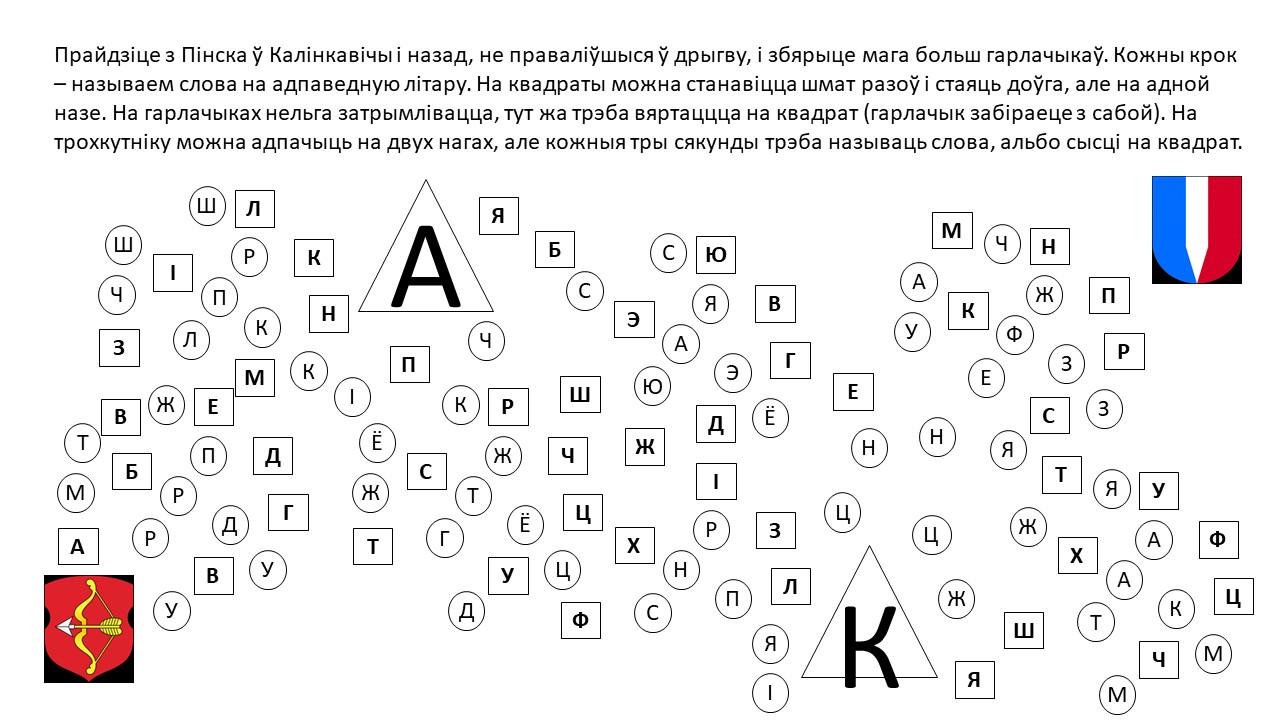 Прайдзіце з Пінска ў Калінкавічы і назад, не праваліўшыся ў дрыгву, і збярыце мага больш гарлачыкаў. Кожны крок
– называем слова на адпаведную літару. На квадраты можна станавіцца шмат разоў і стаяць доўга, але на адной
назе. На гарлачыках нельга затрымлівацца, тут жа трэба вяртаццца на квадрат (гарлачык забіраеце з сабой). На
трохкутніку можна адпачыць на двух нагах, але кожныя тры сякунды трэба называць слова, альбо сысці на квадрат.
Ш Л Я М Ч Н
Ш Р К А Б С Ю
І
Ч П С А Ж П
Н Э Я В К
З Л К Ч А У Ф Р
М К П Ю Э Г Е З
В Ж Е І К Р Ш Д Ё Е С З
Т П Д Ё С Ж Ч Ж Н Н Я
Б І Т Я У
М Р Г Ж Т Ё Ц Ц
А Р Д Т Г Х Р З Ц Ж А Ф
В У У Ц Н Х А
У Д Ф С П Л Ж Т К Ц
Я К Ш Ч М
І Я М